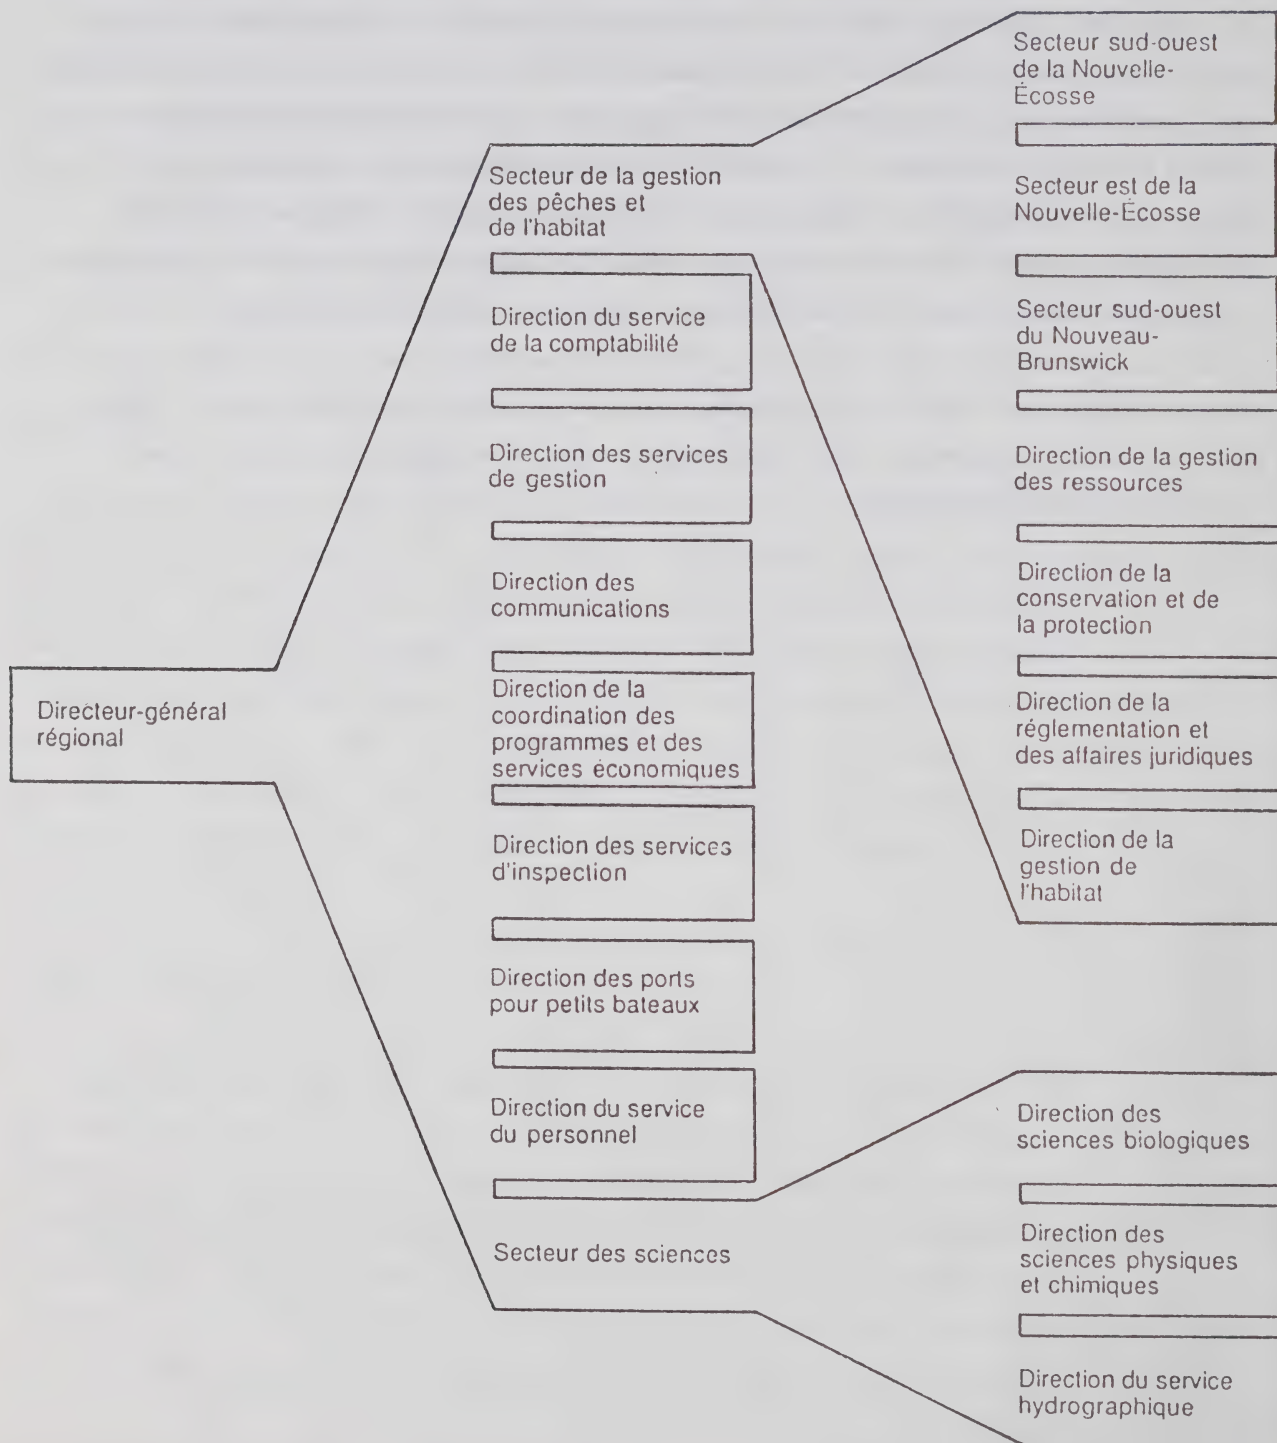 Directeur-général
régional
Secteur de la gestion
des pêches et
de l'habitat
Direction du service
de la comptabilité
Direction des services
de gestion
Direction des
communications
Direction de la
coordination des
programmes et des
services économiques
Direction des services
d'inspection
Direction des ports
pour petits bateaux
Direction du service
du personnel
Secteur des sciences
Secteur sud-ouest
de la Nouvelle-
Écosse
Secteur est de la
Nouvelle-Écosse
Secteur sud-ouest
du Nouveau-
Brunswick
Direction de la gestion
des ressources
Direction de la
conservation et de
la protection
Direction de la
réglementation et
des affaires juridiques
Direction de la
gestion de
l'habitat
Direction des
sciences biologiques
Direction des
sciences physiques
et chimiques
Direction du service
hydrographique